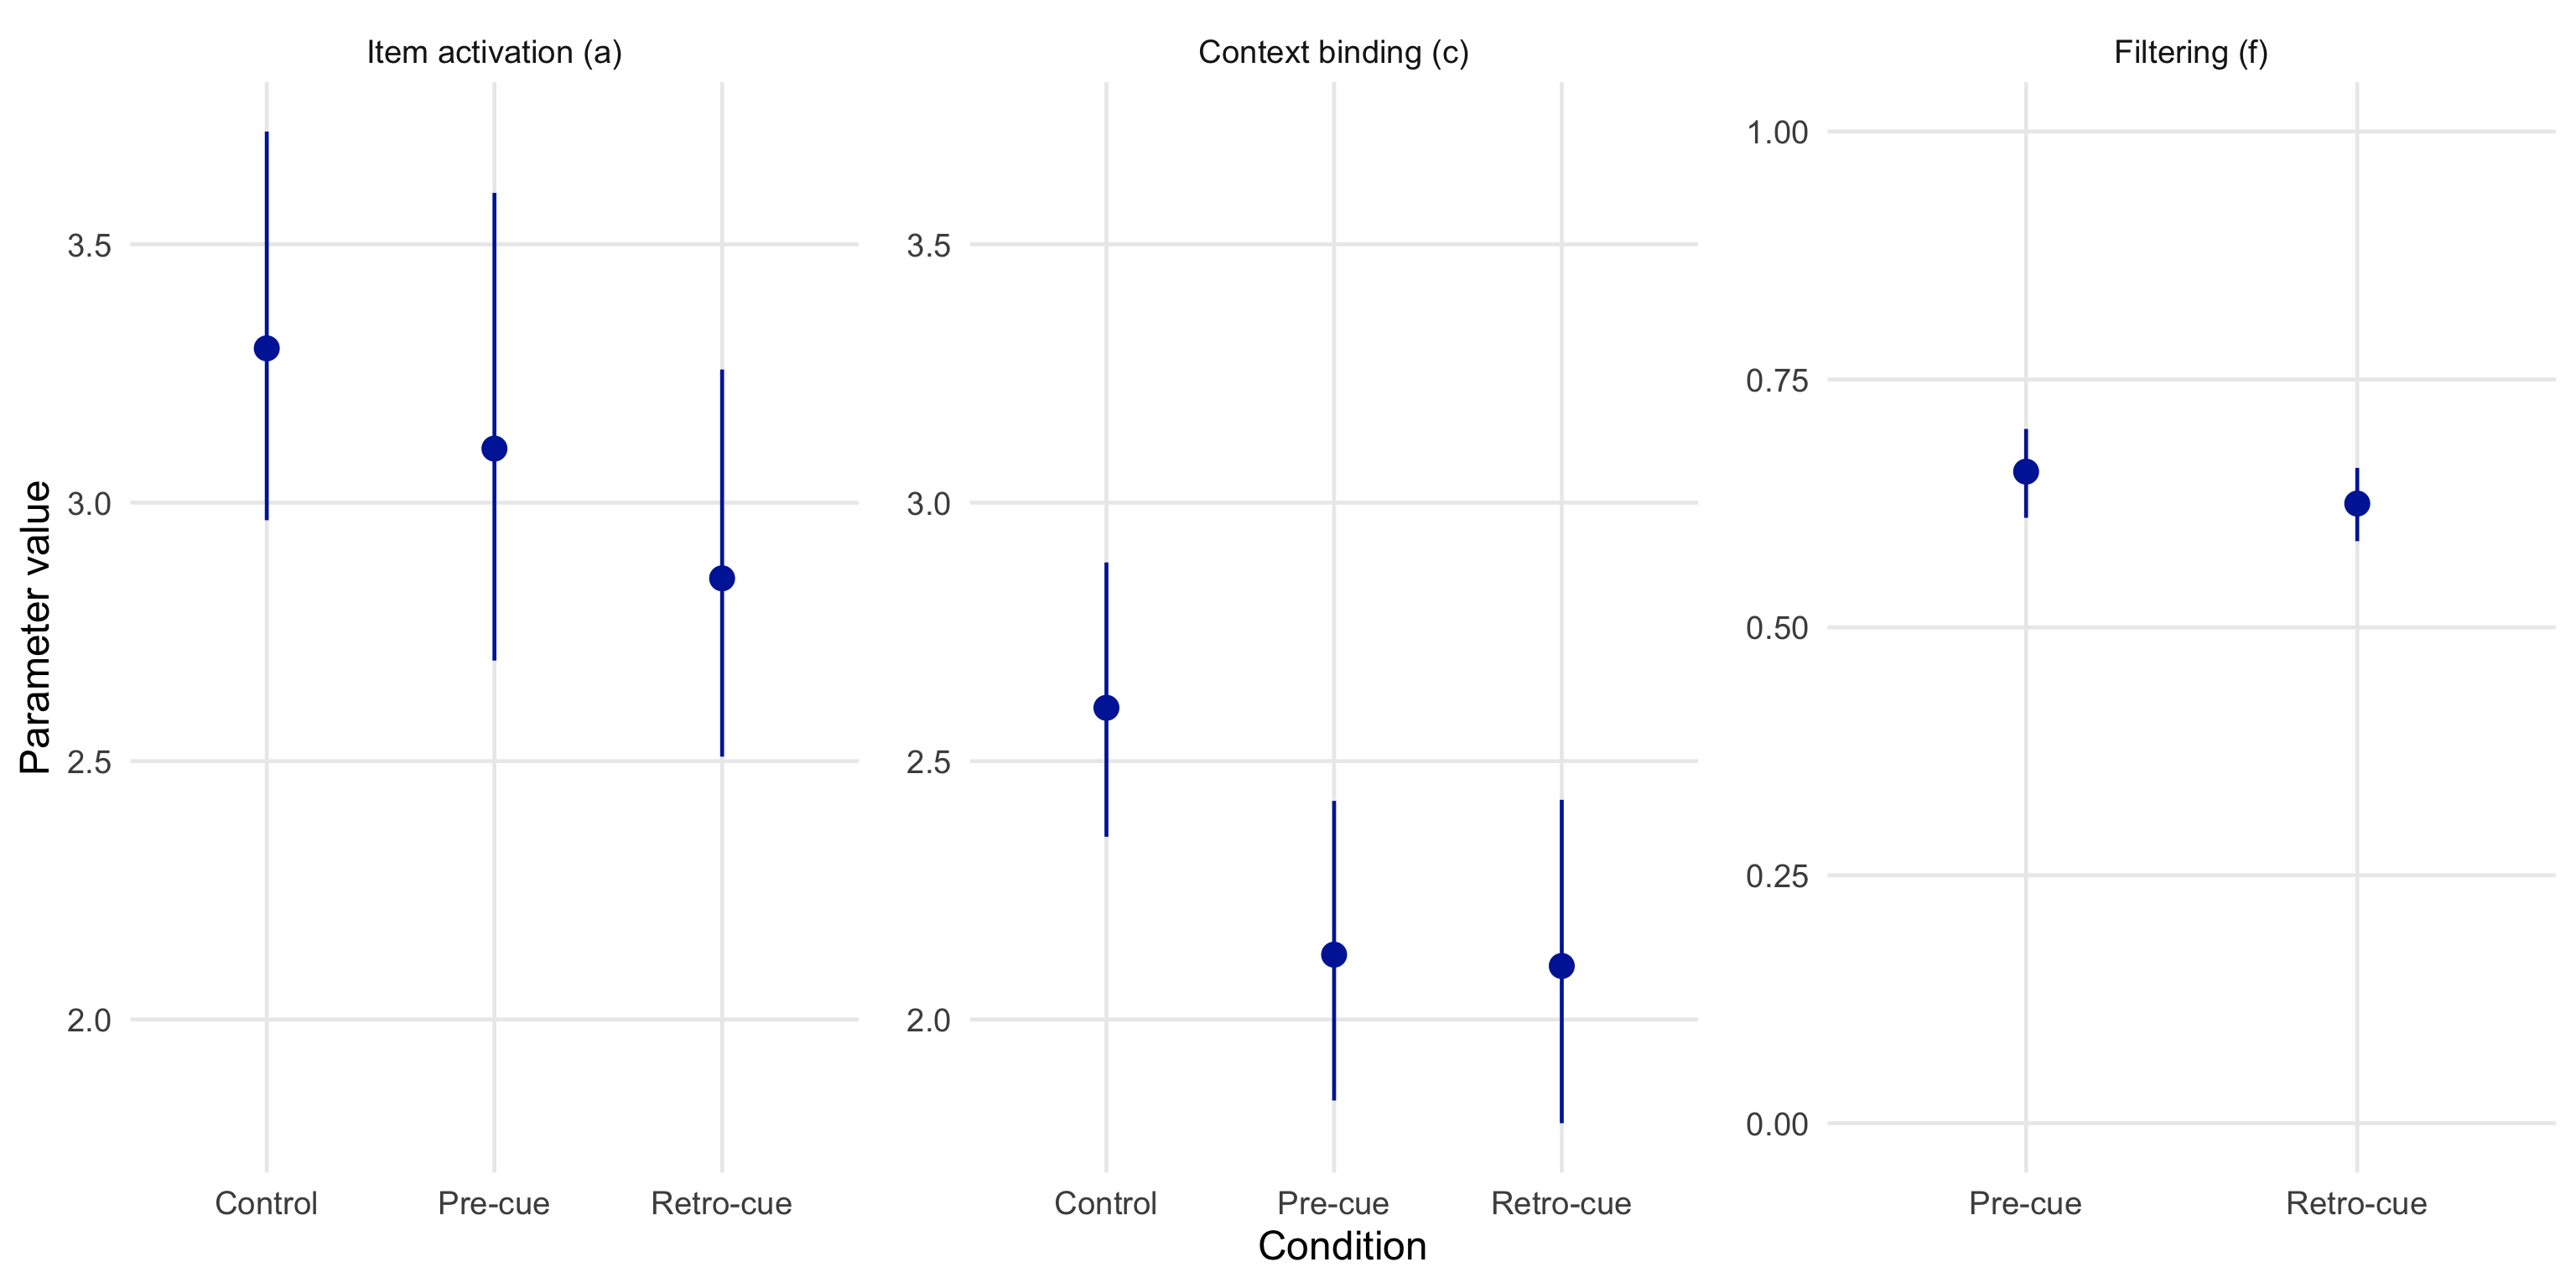 Item activation (a)
Context binding (c)
Filtering (f)
Parameter value
3.5
3.0
2.5
2.0
3.5
3.0
2.5
2.0
1.00
0.75
0.50
0.25
0.00
Control Pre-cue Retro-cue
Control Pre-cue Retro-cue
Pre-cue Retro-cue
Condition